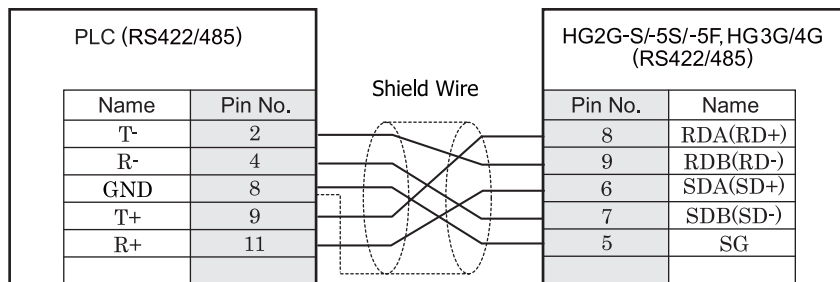 PLC (RS422/485)
HG2G-S/-5S/-5F, HG3G/4G
(RS422/485)
Shield Wire
Name Pin No. Pin No. Name
T- 2 8 RDA(RD+)
R- 4 9 RDB(RD-)
GND 8 6 SDA(SD+)
T+ 9 7 SDB(SD-)
R+ 11 5 SG